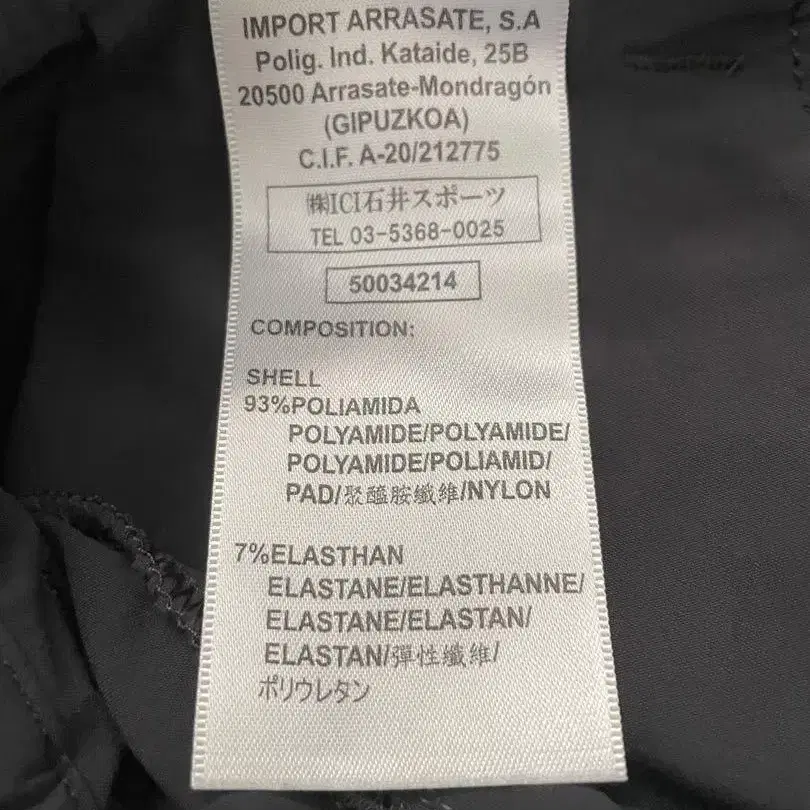 IMPORT ARRASATE, S.A
Polig. Ind. Kataide, 25B
20500 Arrasate-Mondragón
(GIPUZKOA)
C.I.F. A-20/212775
㈱ICI石井スポーツ
TEL 03-5368-0025
50034214
COMPOSITION:
SHELL
93%POLIAMIDA
POLYAMIDE/POLYAMIDE/
POLYAMIDE/POLIAMID/
PAD/聚醯胺纖維/NYLON
7%ELASTHAN
ELASTANE/ELASTHANNE/
ELASTANE/ELASTAN/
ELASTAN/彈性纖維/
ポリウレタン